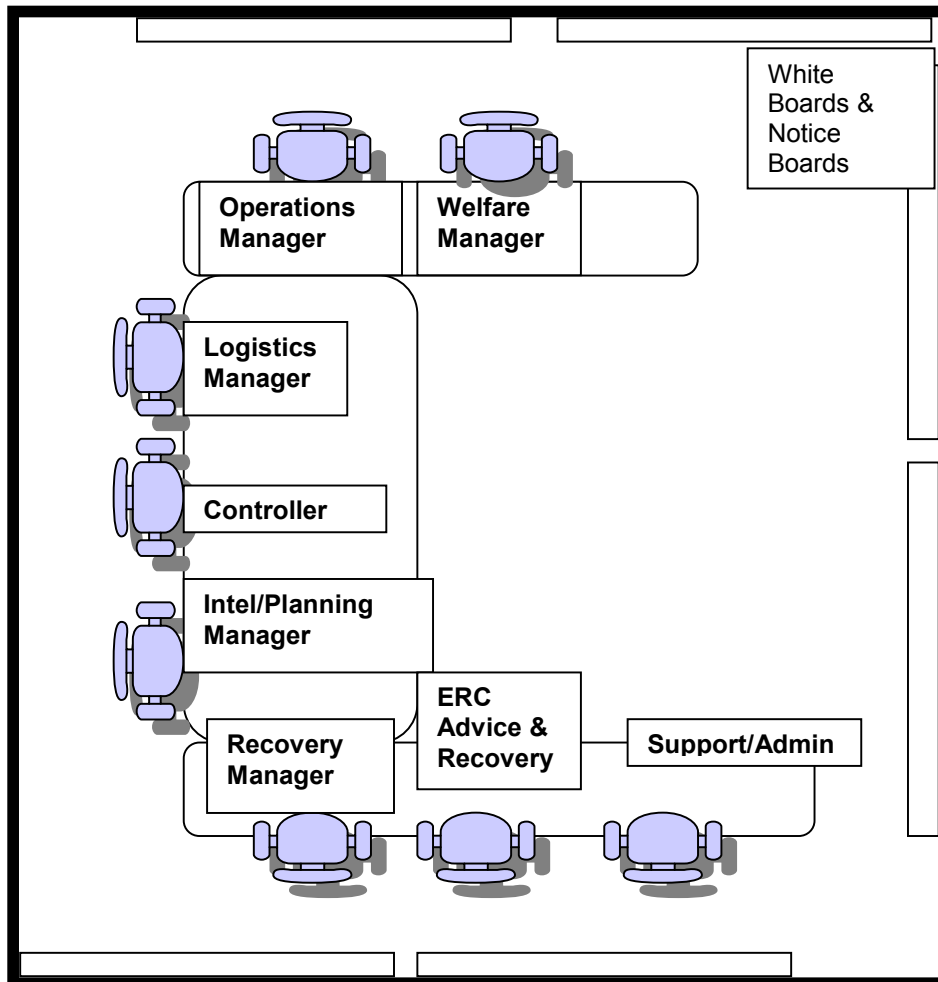 White
Boards &
Notice
Boards
Operations
Manager
Welfare
Manager
Logistics
Manager
Controller
Intel/Planning
Manager
ERC
Advice &
Recovery
Recovery
Manager
Support/Admin